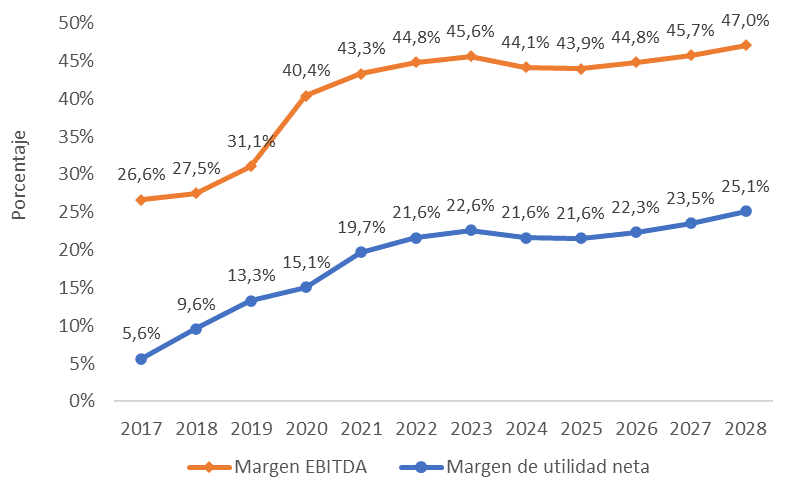 50%
45%
40%
35%
30%
25%
20%
15%
10%
5%
0%
Porcentaje
26,6% 27,5% 31,1% 40,4% 43,3% 44,8% 45,6% 44,1% 43,9% 44,8% 45,7% 47,0%
5,6% 9,6% 13,3% 15,1% 19,7% 21,6% 22,6% 21,6% 21,6% 22,3% 23,5% 25,1%
2017 2018 2019 2020 2021 2022 2023 2024 2025 2026 2027 2028
Margen EBITDA Margen de utilidad neta